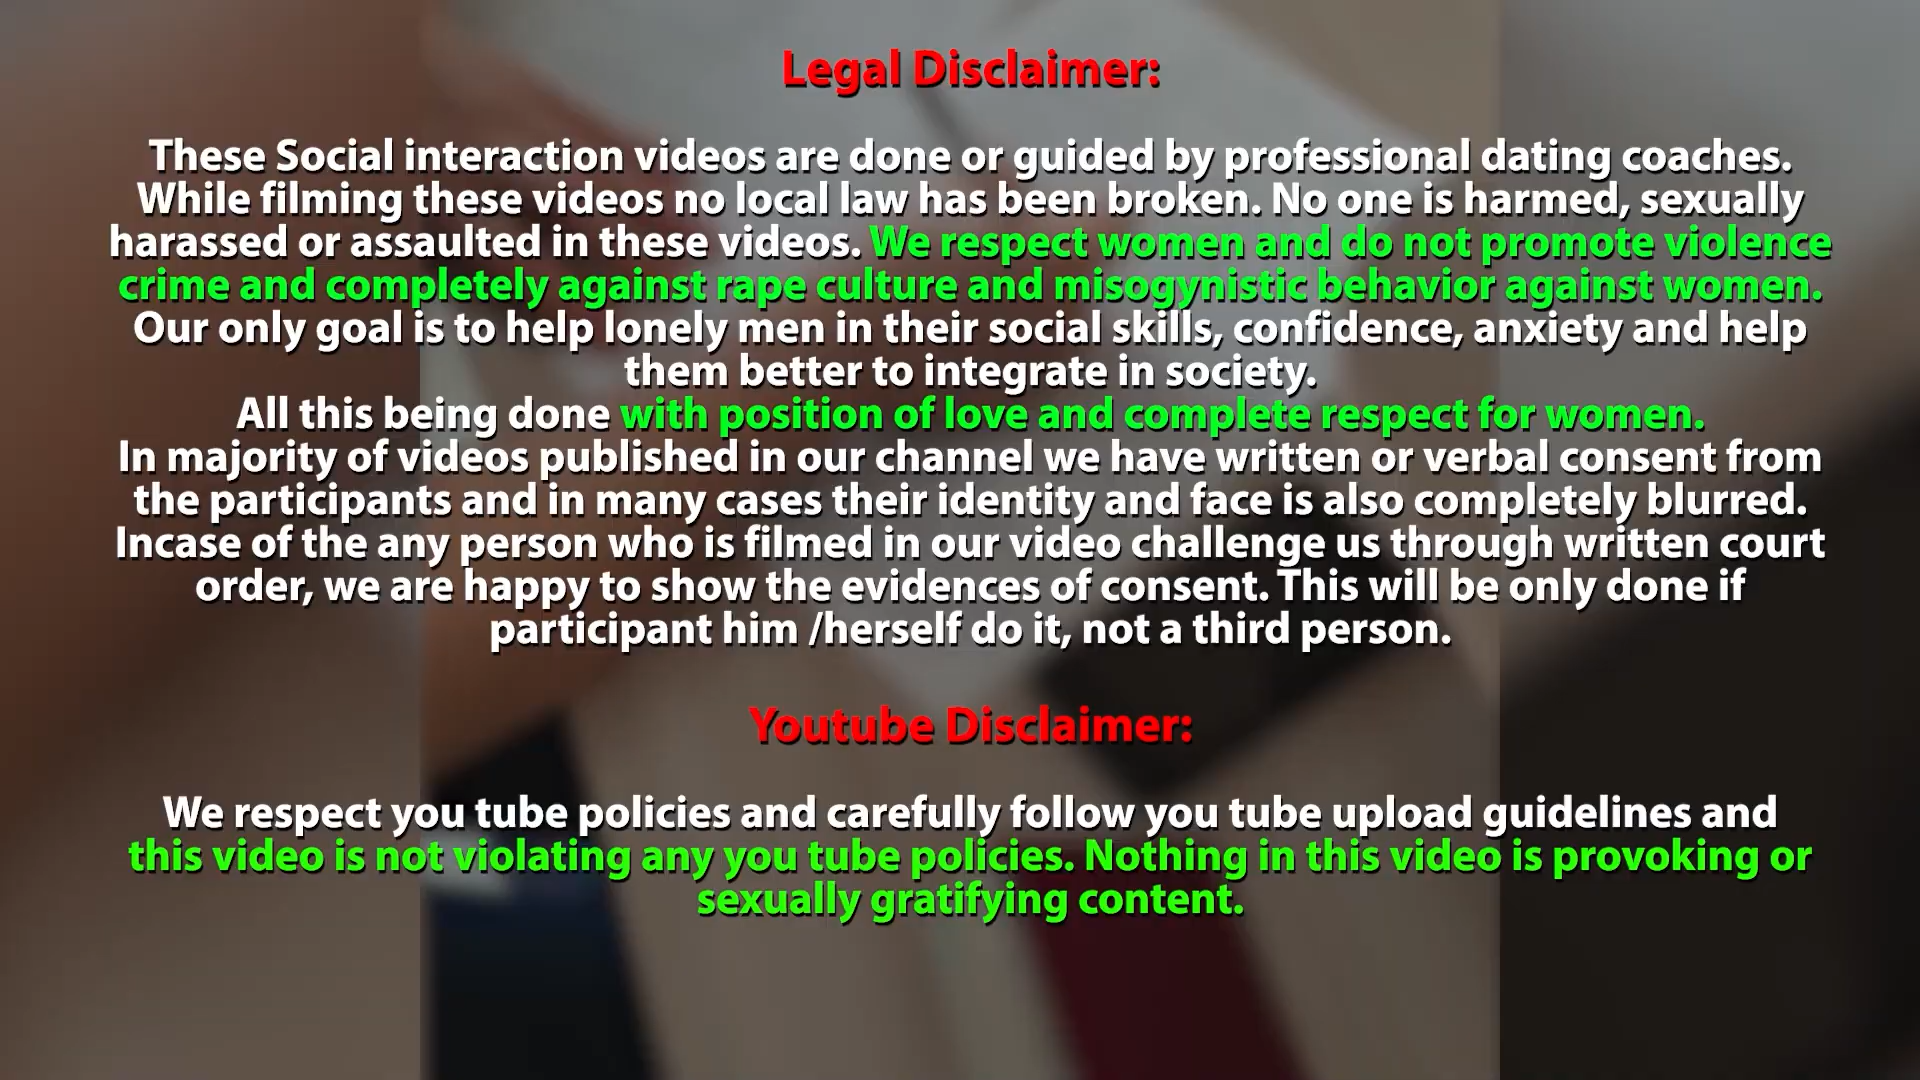 Legal Disclaimer:
These Social interaction videos are done or guided by professional dating coaches.
While filming these videos no local law has been broken. No one is harmed, sexually
harassed or assaulted in these videos. We respect women and do not promote violence
crime and completely against rape culture and misogynistic behavior against women.
Our only goal is to help lonely men in their social skills, confidence, anxiety and help
them better to integrate in society.
All this being done with position of love and complete respect for women.
In majority of videos published in our channel we have written or verbal consent from
the participants and in many cases their identity and face is also completely blurred.
Incase of the any person who is filmed in our video challenge us through written court
order, we are happy to show the evidences of consent. This will be only done if
participant him /herself do it, not a third person.
Youtube Disclaimer:
We respect you tube policies and carefully follow you tube upload guidelines and
this video is not violating any you tube policies. Nothing in this video is provoking or
sexually gratifying content.